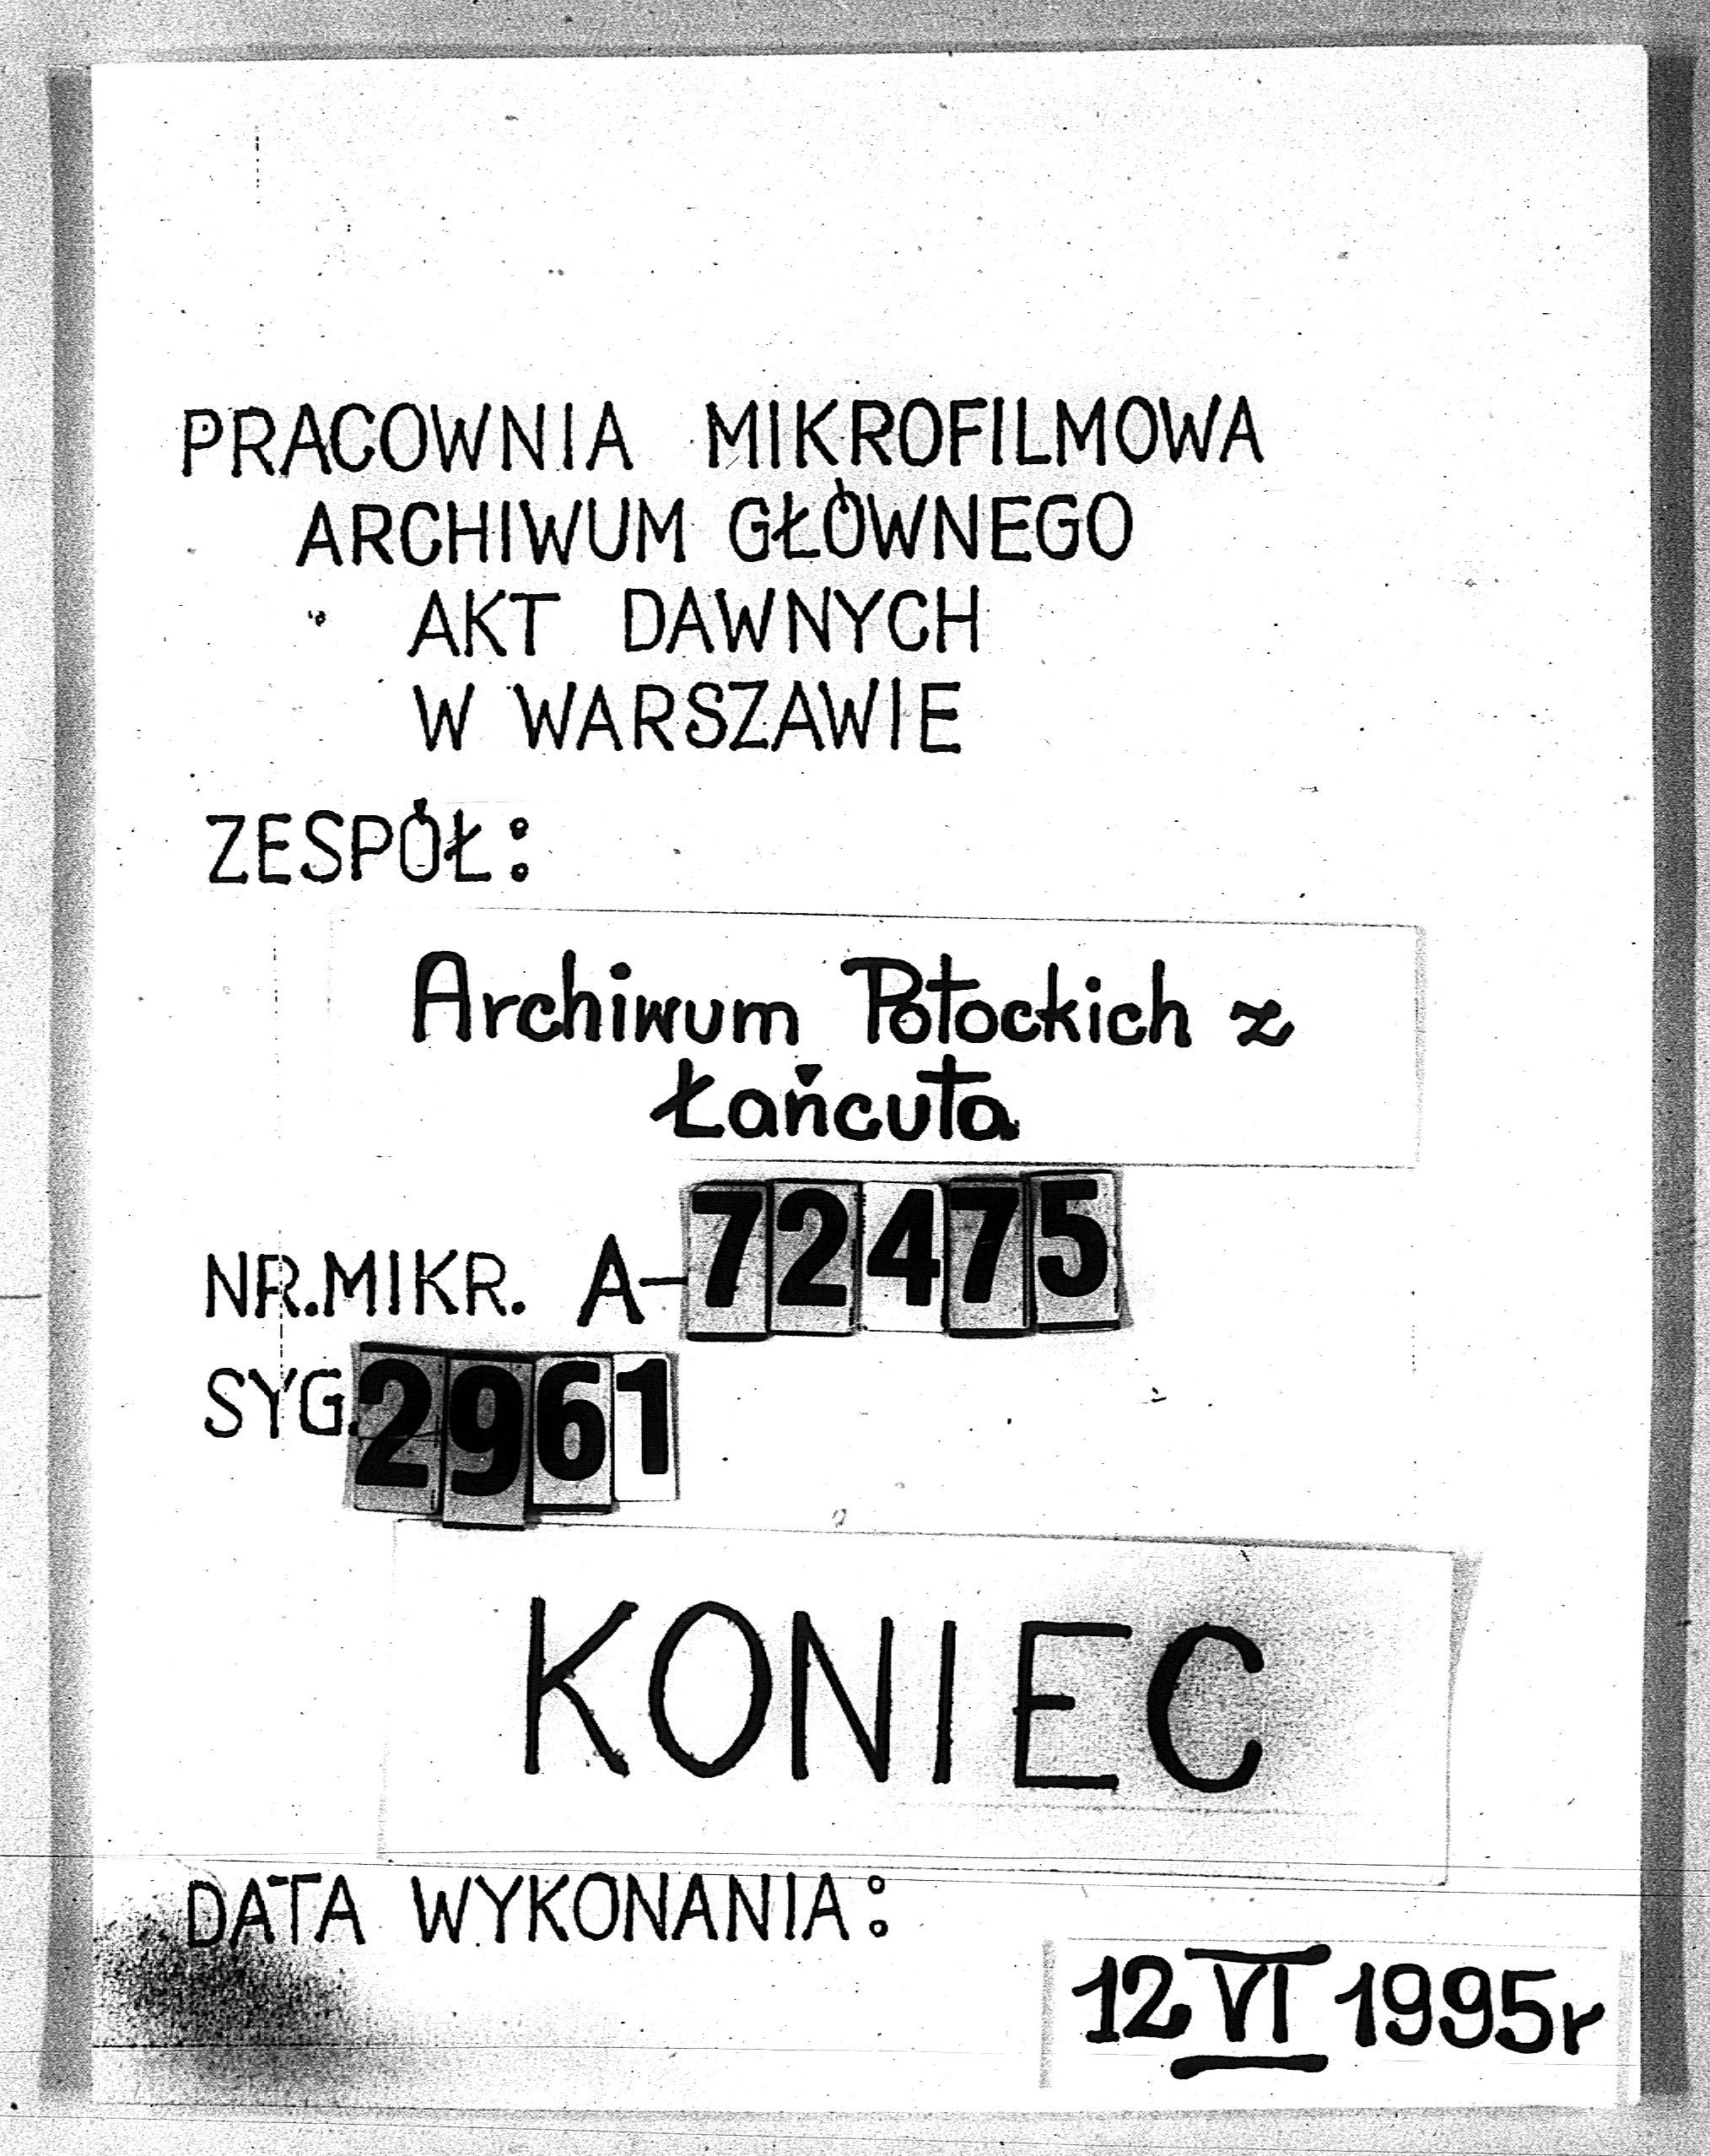 PRACOWNIA MIKROFILMOWA
ARCHIWUM GŁÓWNEGO
AKT DAWNYCH
W WARSZAWIE
ZESPÓŁ:
Archiwum Potockich z
Łańcuta
NR.MIKR. A-72475
SYG.2961
KONIEC
DATA WYKONANIA:
12 VI 1995r